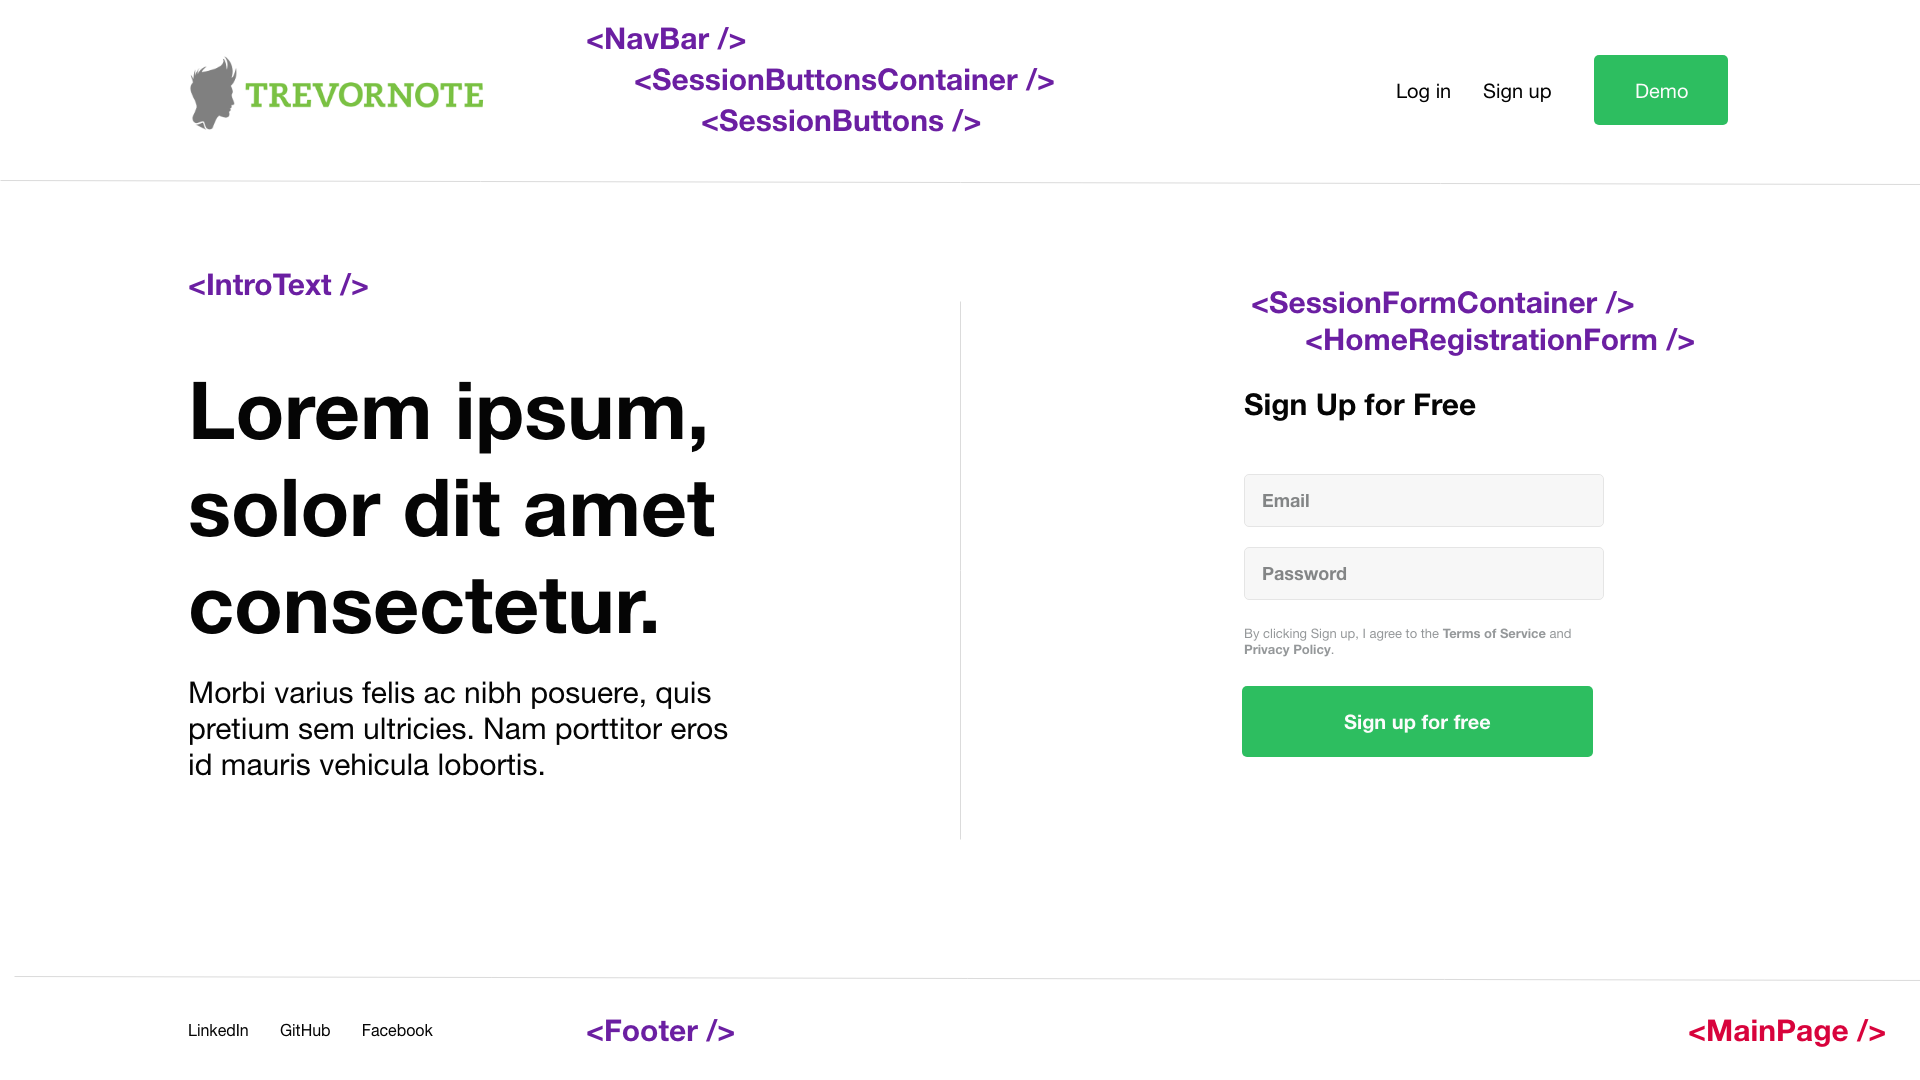 <NavBar />
<SessionButtonsContainer />
<SessionButtons />
TREVORNOTE
Log in Sign up Demo
<IntroText />
Lorem ipsum,
solor dit amet
consectetur.
Morbi varius felis ac nibh posuere, quis
pretium sem ultricies. Nam porttitor eros
id mauris vehicula lobortis.
<SessionFormContainer />
<HomeRegistrationForm />
Sign Up for Free
Email
Password
By clicking Sign up, I agree to the Terms of Service and
Privacy Policy.
Sign up for free
LinkedIn GitHub Facebook
<Footer />
<MainPage />